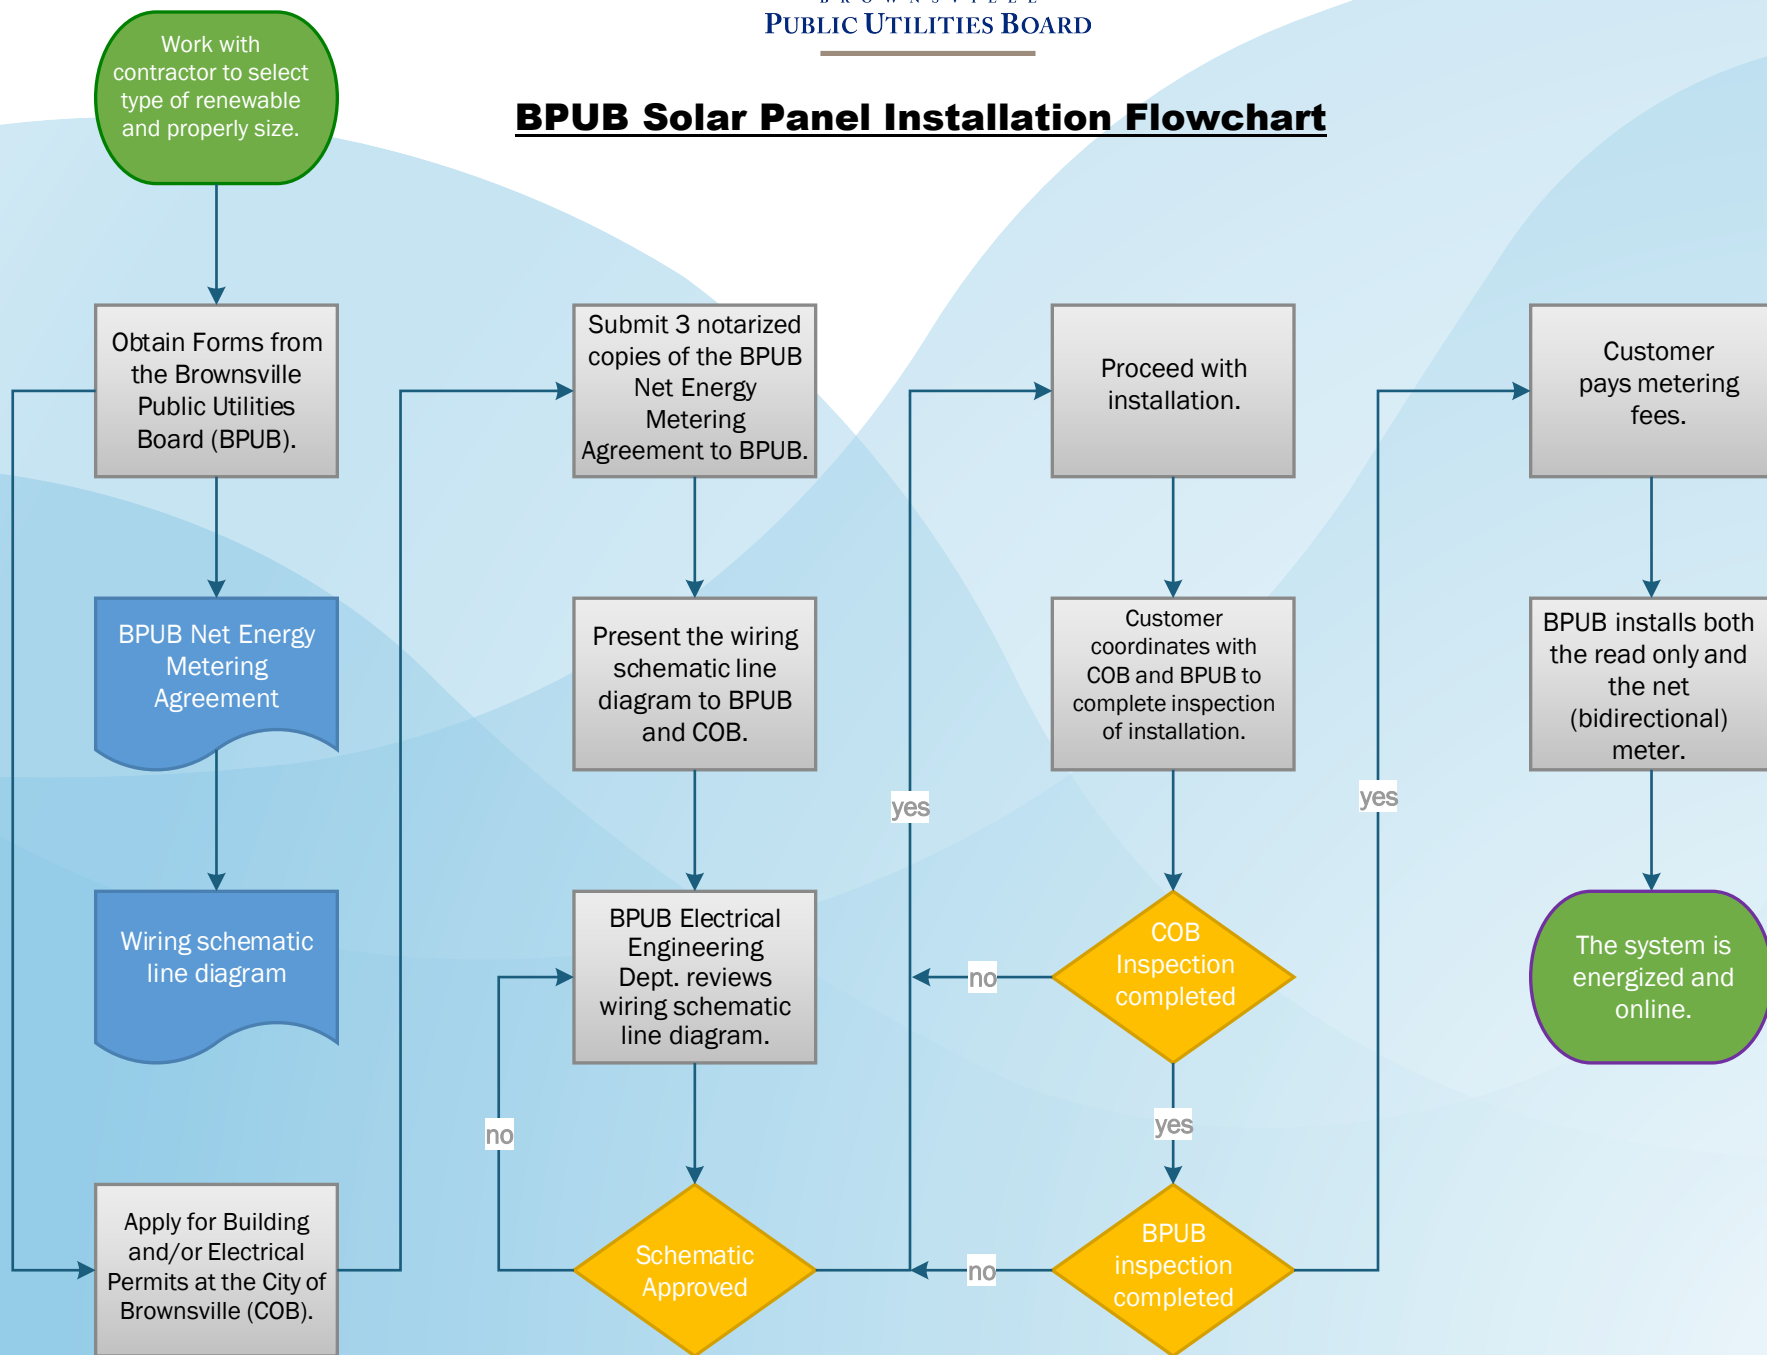 BROWNSVILLE
PUBLIC UTILITIES BOARD
BPUB Solar Panel Installation Flowchart
Work with
contractor to select
type of renewable
and properly size.
Obtain Forms from
the Brownsville
Public Utilities
Board (BPUB).
BPUB Net Energy
Metering
Agreement
Wiring schematic
line diagram
Apply for Building
and/or Electrical
Permits at the City of
Brownsville (COB).
Submit 3 notarized
copies of the BPUB
Net Energy
Metering
Agreement to BPUB.
Present the wiring
schematic line
diagram to BPUB
and COB.
BPUB Electrical
Engineering
Dept. reviews
wiring schematic
line diagram.
no
Schematic
Approved
yes
Proceed with
installation.
Customer
coordinates with
COB and BPUB to
complete inspection
of installation.
COB
Inspection
completed
no
yes
BPUB
inspection
completed
no
yes
Customer
pays metering
fees.
BPUB installs both
the read only and
the net
(bidirectional)
meter.
The system is
energized and
online.